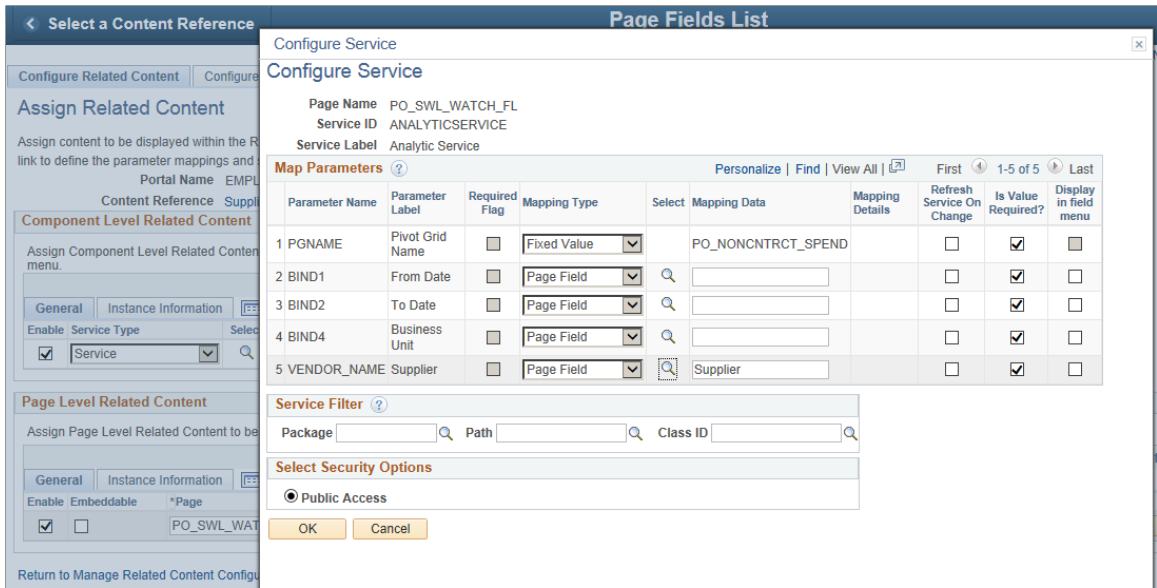 Select a Content Reference
Page Fields List
Configure Related Content
Configure
Assign Related Content
Assign content to be displayed within the R
link to define the parameter mappings and
Portal Name EMPL
Content Reference Suppli
Component Level Related Content
Assign Component Level Related Conten
menu.
General Instance Information
Enable Service Type Selec
Service
Page Level Related Content
Assign Page Level Related Content to be
General Instance Information
Enable Embeddable *Page
PO_SWL_WAT
Return to Manage Related Content Configu
Configure Service
Configure Service
Page Name PO_SWL_WATCH_FL
Service ID ANALYTICSERVICE
Service Label Analytic Service
Map Parameters ? Personalize | Find | View All | First 1-5 of 5 Last
Parameter Name Parameter Label Required Flag Mapping Type Select Mapping Data Mapping Details Refresh Service On Change Is Value Required? Display in field menu
1 PGNAME Pivot Grid Name Fixed Value PO_NONCNTRCT_SPEND
2 BIND1 From Date Page Field
3 BIND2 To Date Page Field
4 BIND4 Business Unit Page Field
5 VENDOR_NAME Supplier Page Field Supplier
Service Filter ?
Package Path Class ID
Select Security Options
Public Access
OK Cancel